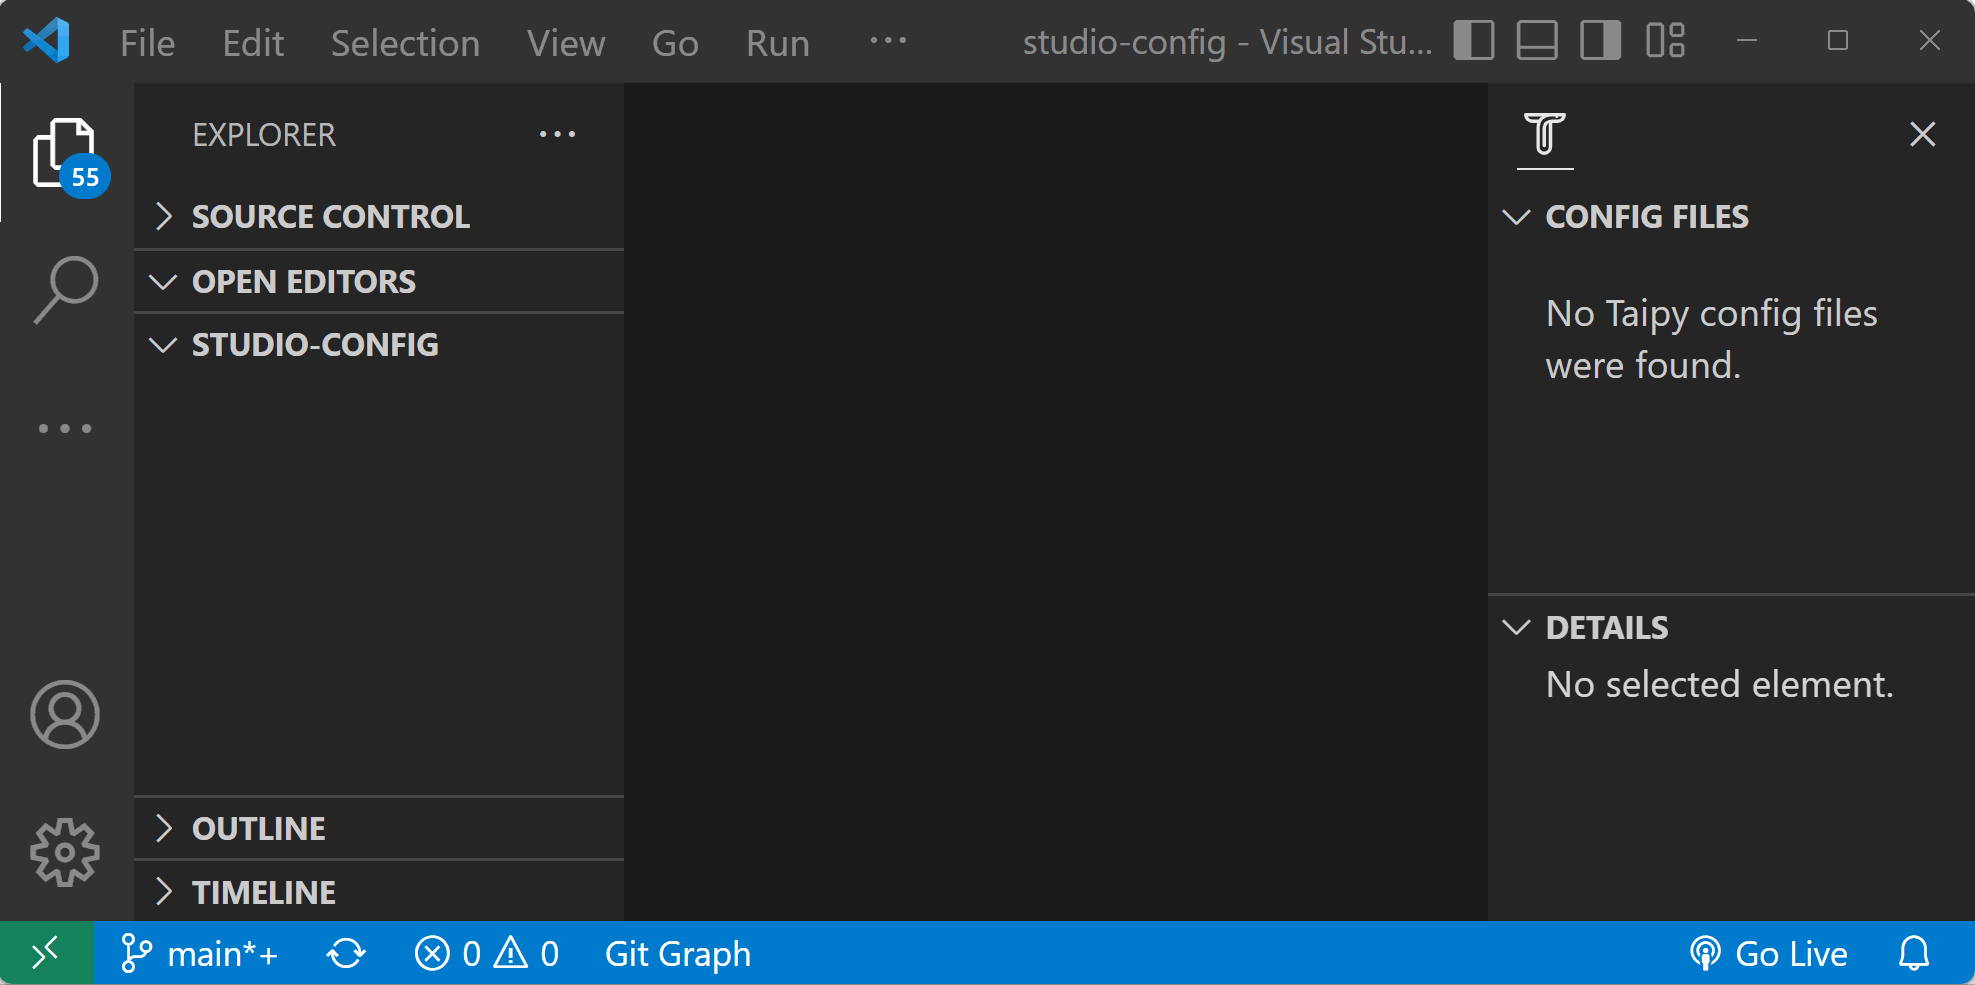 File Edit Selection View Go Run ··· studio-config - Visual Stu...
EXPLORER ···
55
SOURCE CONTROL
OPEN EDITORS
STUDIO-CONFIG
OUTLINE
TIMELINE
CONFIG FILES
No Taipy config files
were found.
DETAILS
No selected element.
main*+ 0 0 Git Graph Go Live